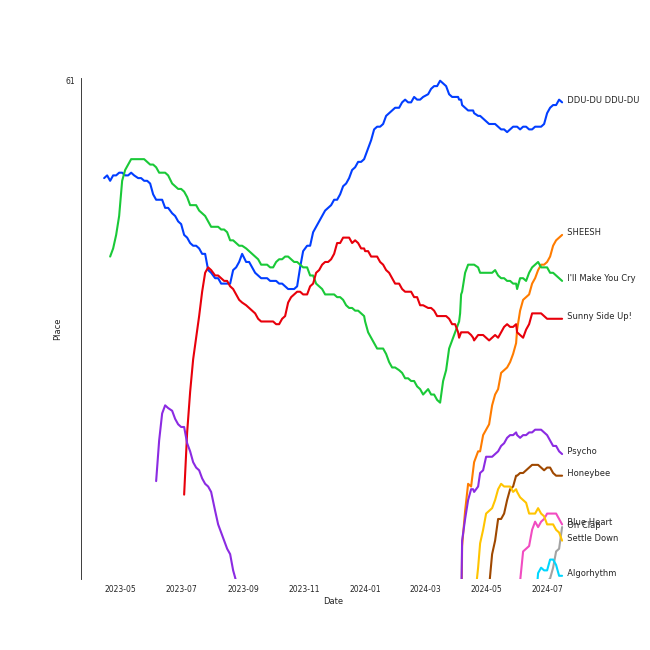 61
DDU-DU DDU-DU
SHEESH
I'll Make You Cry
Sunny Side Up!
Place
Psycho
Honeybee
Blue Heart
Clap
Settle Down
Algorhythm
2023-05 2023-07 2023-09 2023-11 2024-01 2024-03 2024-05 2024-07
Date